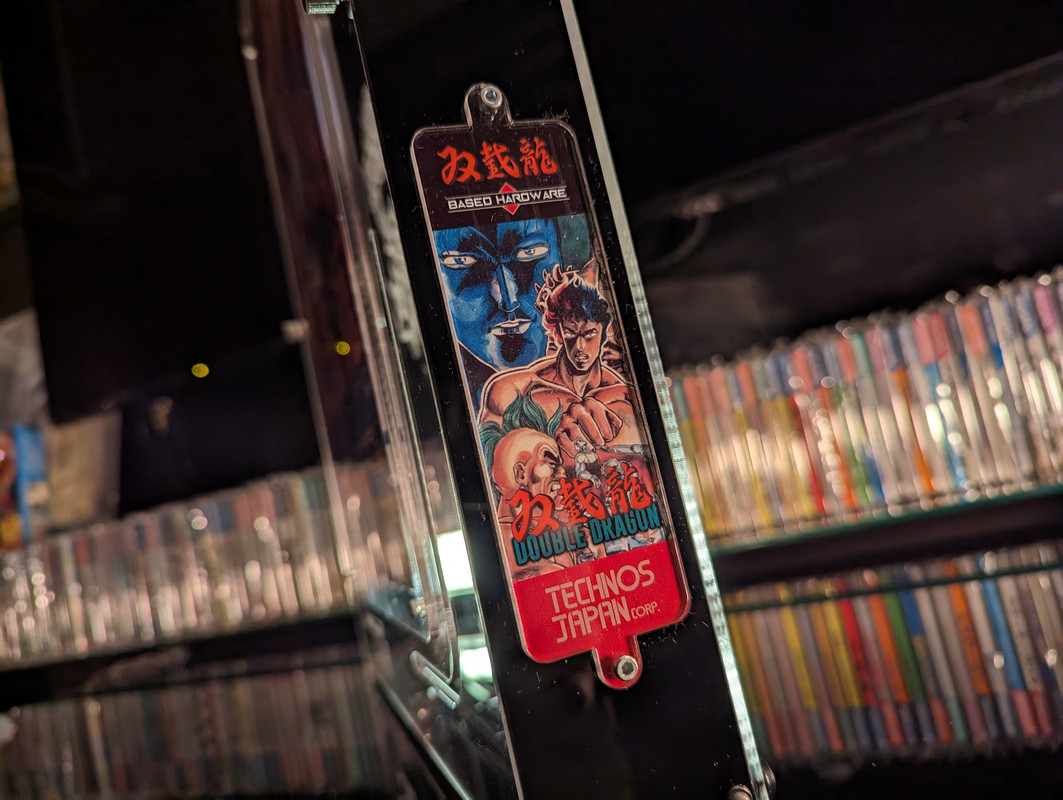 双截龍
BASED HARDWARE
双截龍
DOUBLE DRAGON
TECHNOS
JAPAN CORP.